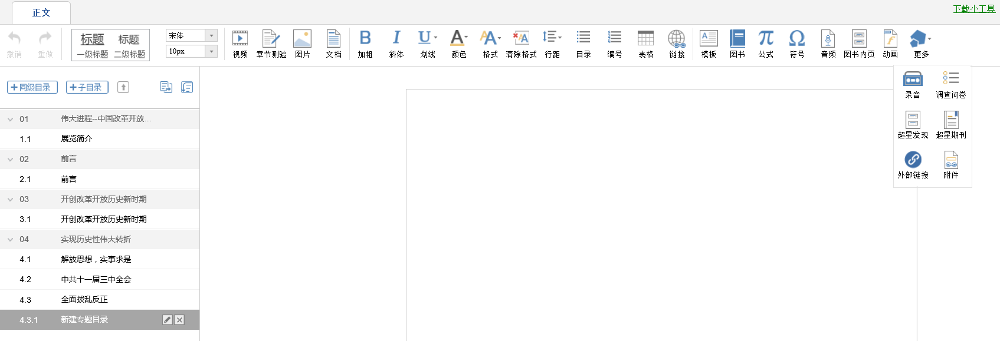 正文
下载小工具
撤销 重做
标题 标题
一级标题 二级标题
宋体
10px
视频 章节测验 图片 文档 加粗 斜体 划线 颜色 格式 清除格式 行距 目录 编号 表格 链接 模板 图书 公式 符号 音频 图书内页 动画 更多
同级目录 子目录
录音 调查问卷
超星发现 超星期刊
外部链接 附件
01 伟大进程--中国改革开放...
1.1 展览简介
02 前言
2.1 前言
03 开创改革开放历史新时期
3.1 开创改革开放历史新时期
04 实现历史性伟大转折
4.1 解放思想，实事求是
4.2 中共十一届三中全会
4.3 全面拨乱反正
4.3.1 新建专题目录